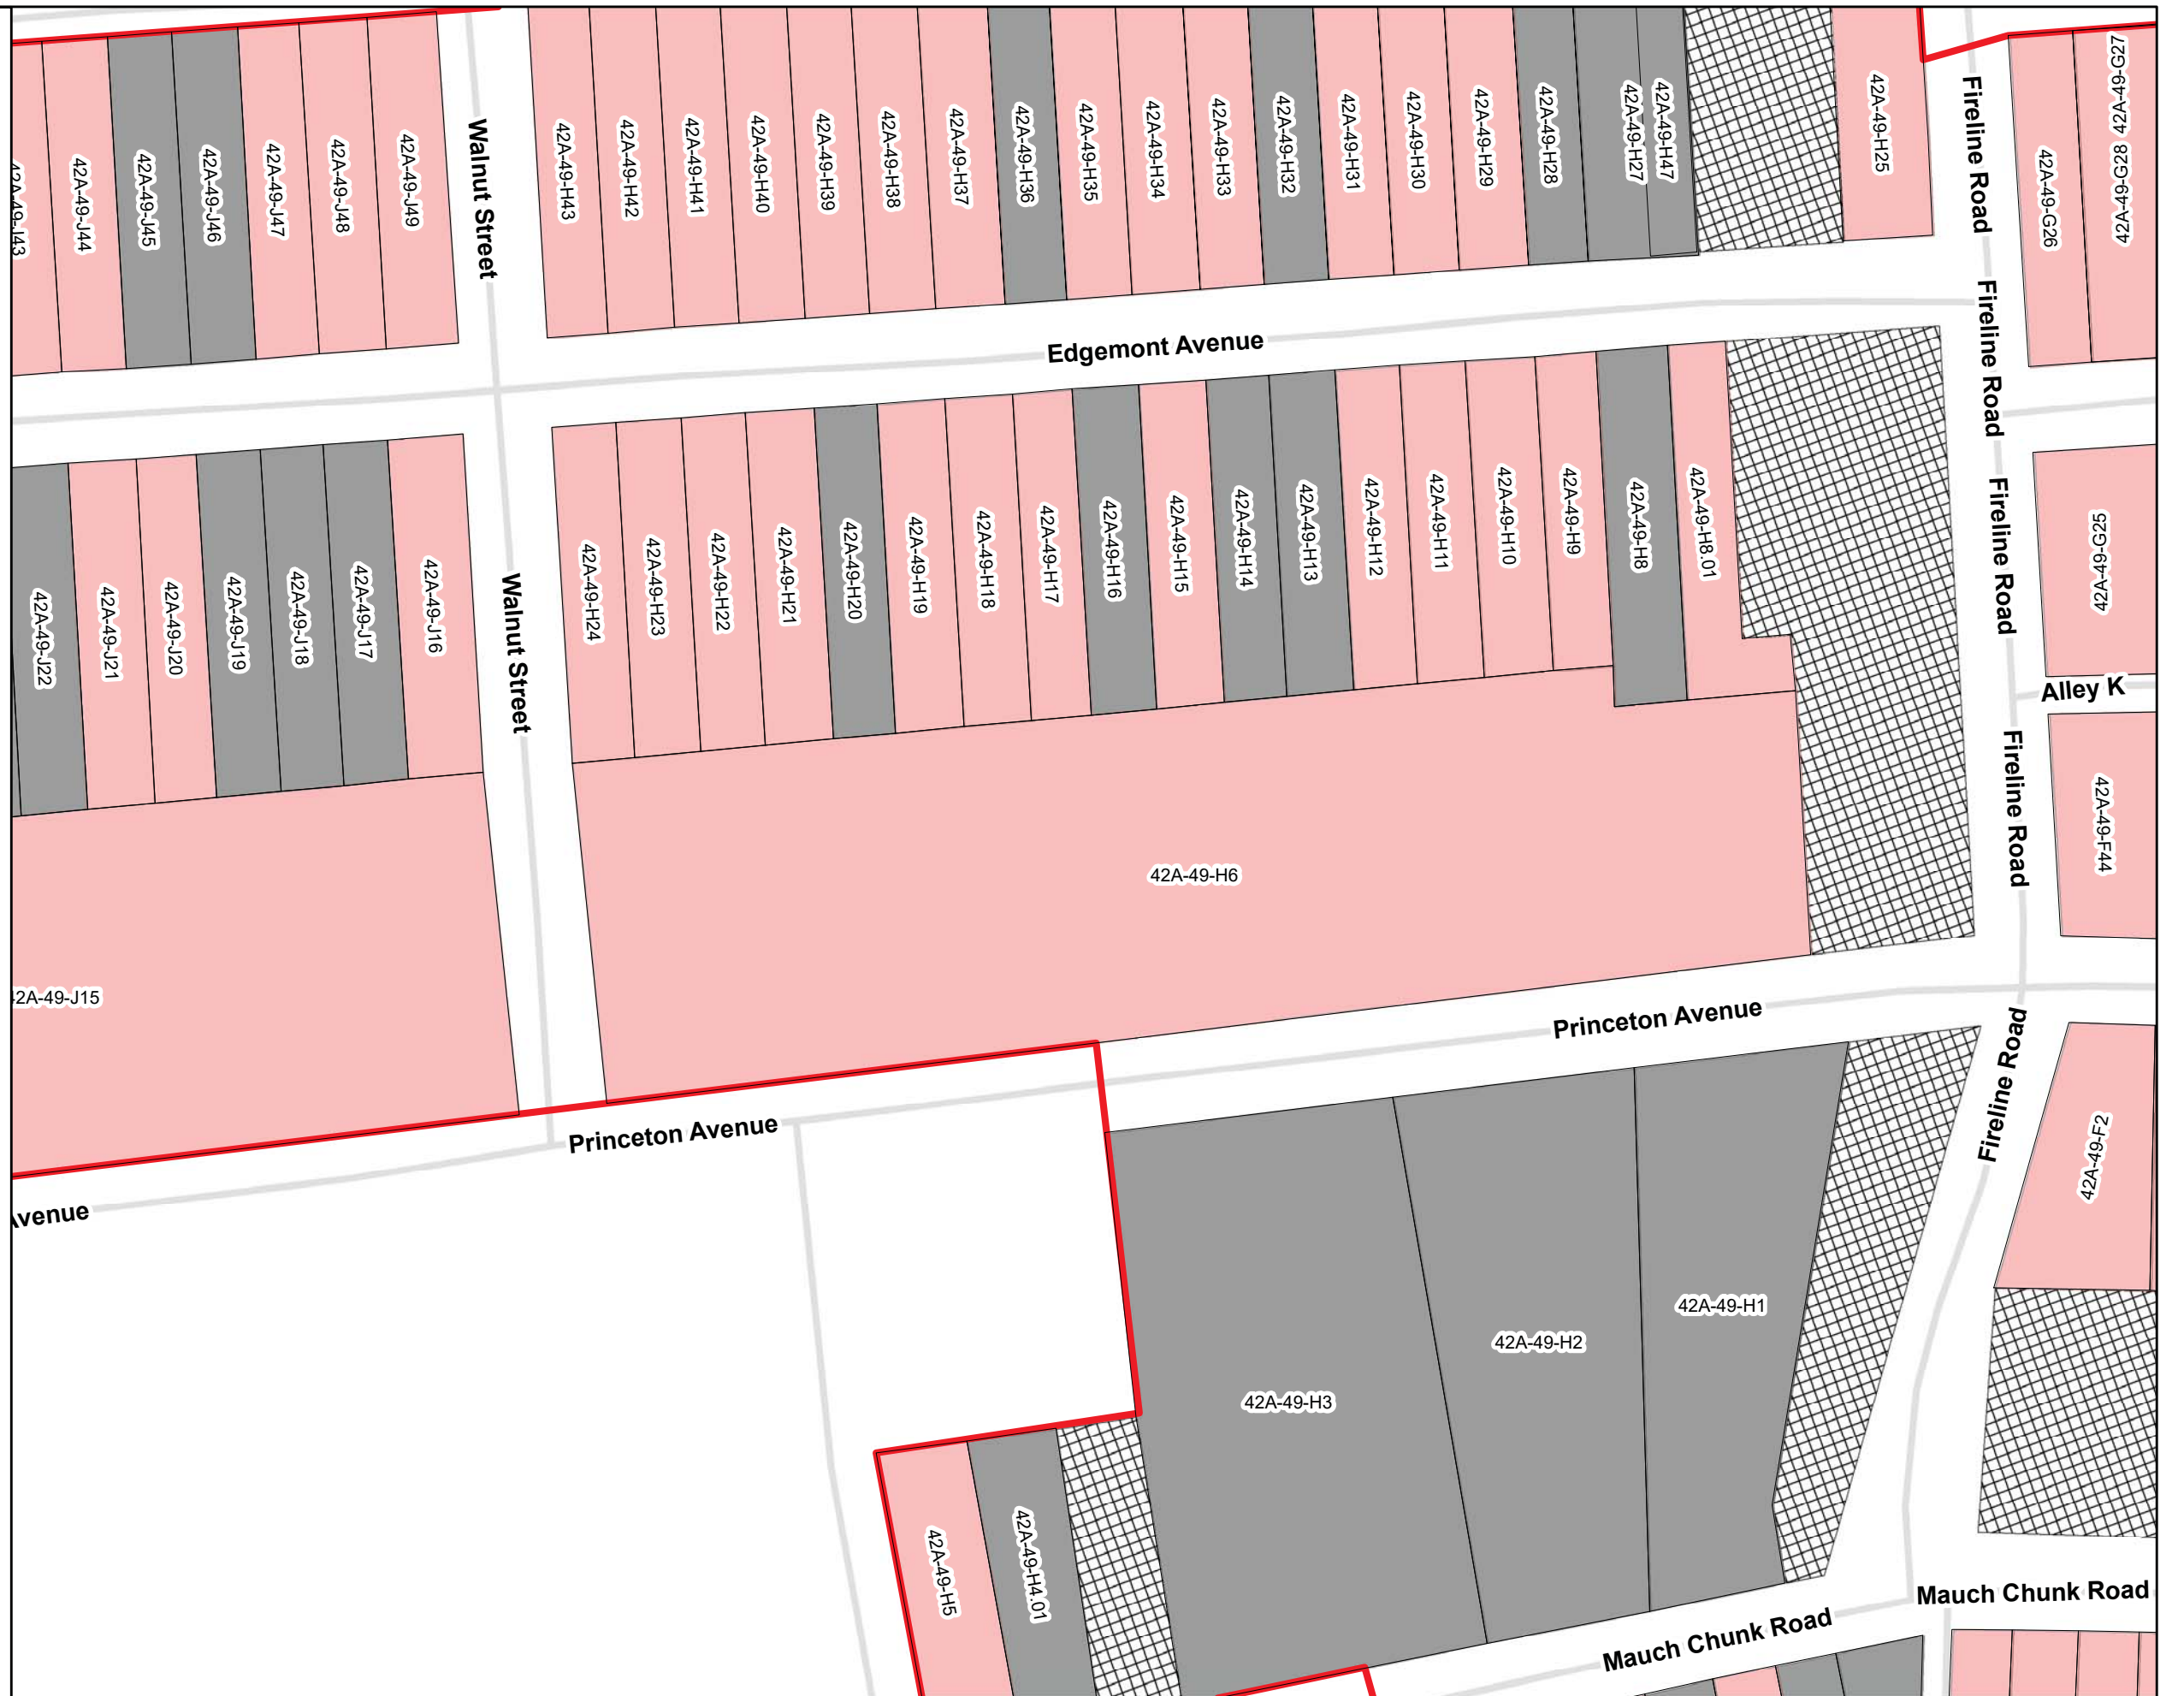 42A-49-J43
42A-49-J44
42A-49-J45
42A-49-J46
42A-49-J47
42A-49-J48
42A-49-J49
Walnut Street
42A-49-H43
42A-49-H42
42A-49-H41
42A-49-H40
42A-49-H39
42A-49-H38
42A-49-H37
42A-49-H36
42A-49-H35
42A-49-H34
42A-49-H33
42A-49-H32
42A-49-H31
42A-49-H30
42A-49-H29
42A-49-H28
42A-49-H27
42A-49-H47
42A-49-H25
Fireline Road
42A-49-G26
42A-49-G28 42A-49-G27
Edgemont Avenue
Fireline Road
42A-49-J22
42A-49-J21
42A-49-J20
42A-49-J19
42A-49-J18
42A-49-J17
42A-49-J16
Walnut Street
42A-49-H24
42A-49-H23
42A-49-H22
42A-49-H21
42A-49-H20
42A-49-H19
42A-49-H18
42A-49-H17
42A-49-H16
42A-49-H15
42A-49-H14
42A-49-H13
42A-49-H12
42A-49-H11
42A-49-H10
42A-49-H9
42A-49-H8
42A-49-H8.01
Fireline Road
42A-49-G95
Alley K
Fireline Road
42A-49-F44
42A-49-H6
42A-49-J15
Princeton Avenue
Fireline Road
Princeton Avenue
42A-49-F2
Avenue
42A-49-H1
42A-49-H2
42A-49-H3
42A-49-H5
42A-49-H4.01
Mauch Chunk Road
Mauch Chunk Road